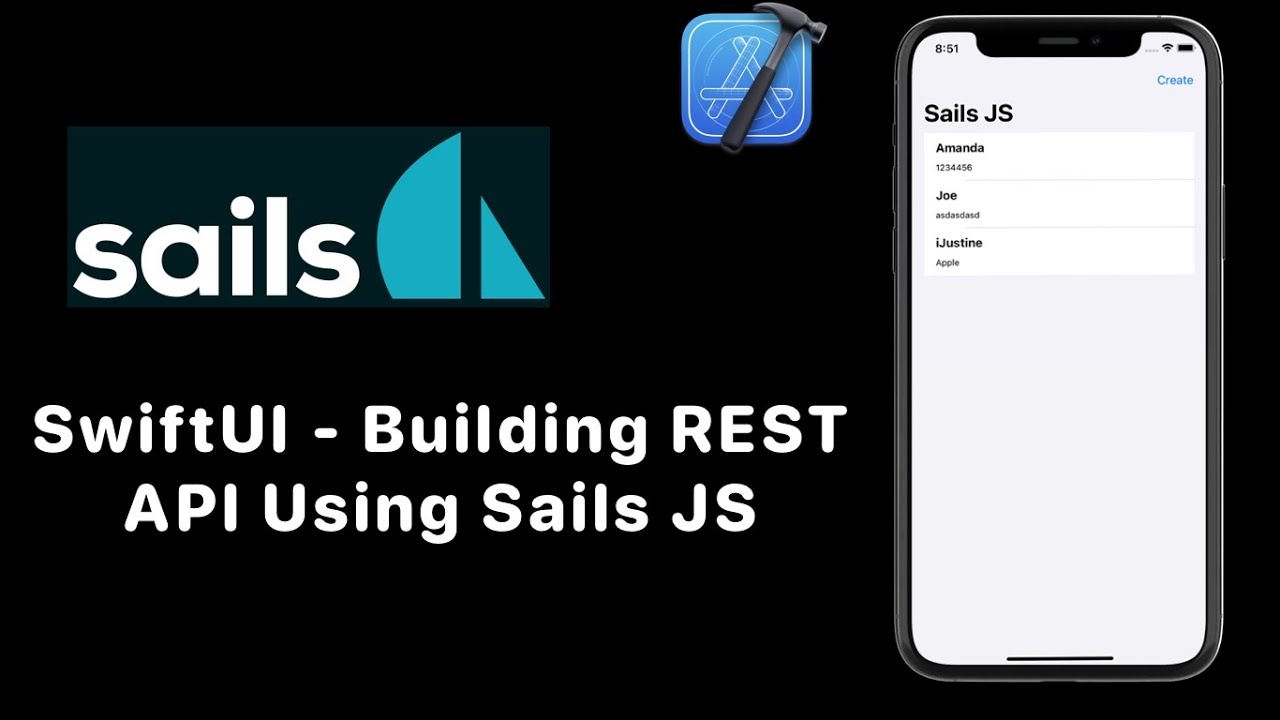 sails
SwiftUI - Building REST
API Using Sails JS
8:51
Create
Sails JS
Amanda
1234456
Joe
asdasdasd
iJustine
Apple